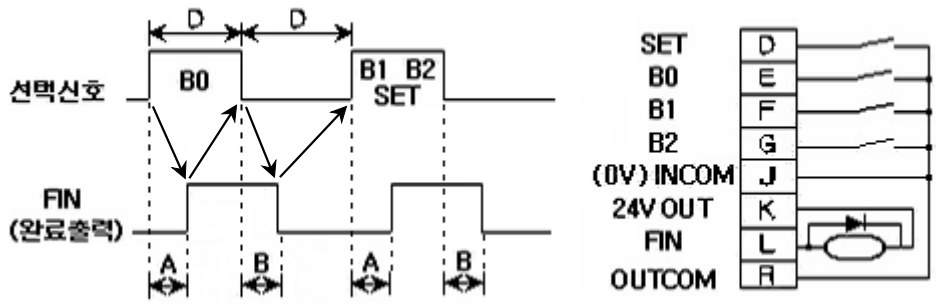 D D
B0
B1 B2
SET
선택신호
FIN
(완료출력)
A B A B
SET D
B0 E
B1 F
B2 G
(0V) INCOM J
24V OUT K
FIN L
OUTCOM R